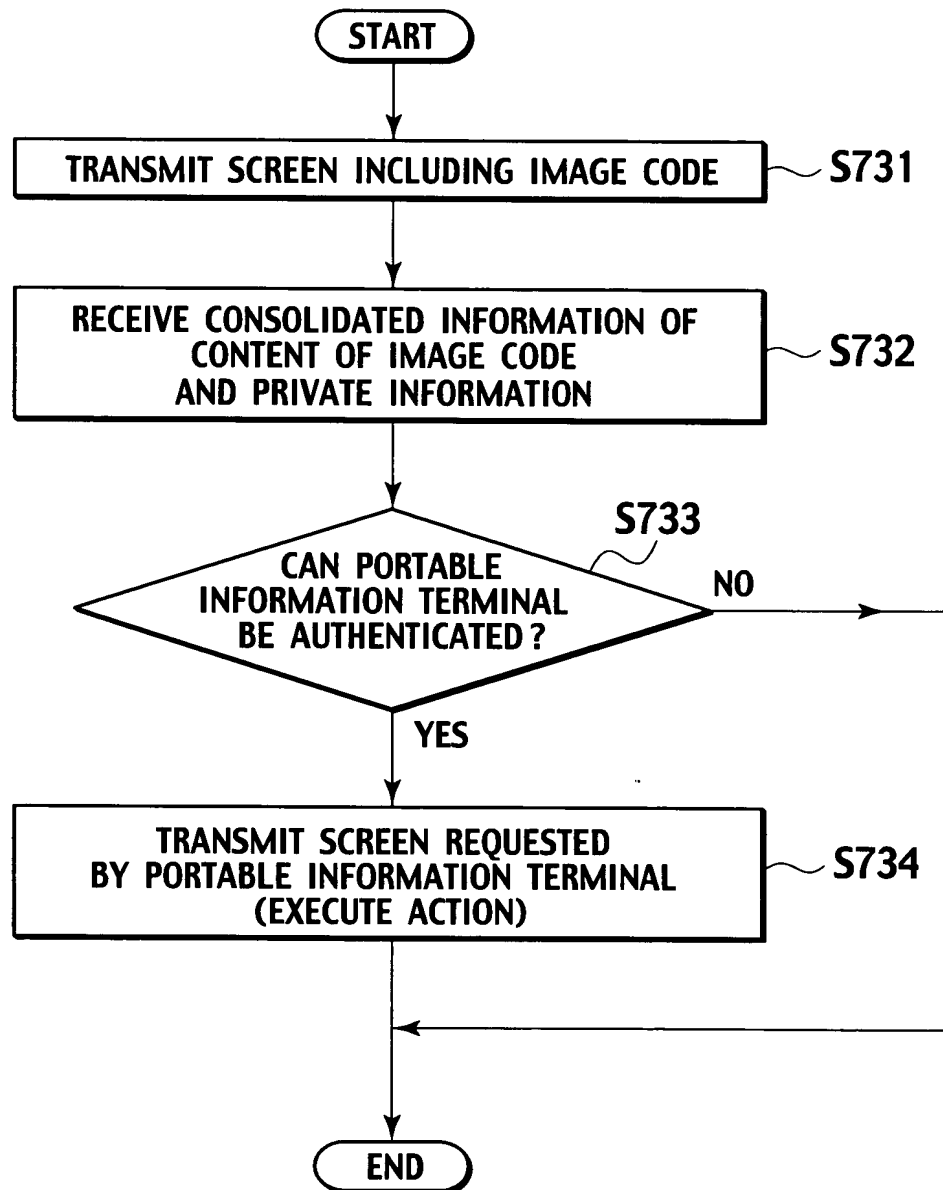 START
TRANSMIT SCREEN INCLUDING IMAGE CODE
S731
RECEIVE CONSOLIDATED INFORMATION OF
CONTENT OF IMAGE CODE
AND PRIVATE INFORMATION
S732
S733
CAN PORTABLE
INFORMATION TERMINAL
BE AUTHENTICATED?
NO
YES
TRANSMIT SCREEN REQUESTED
BY PORTABLE INFORMATION TERMINAL
(EXECUTE ACTION)
S734
END